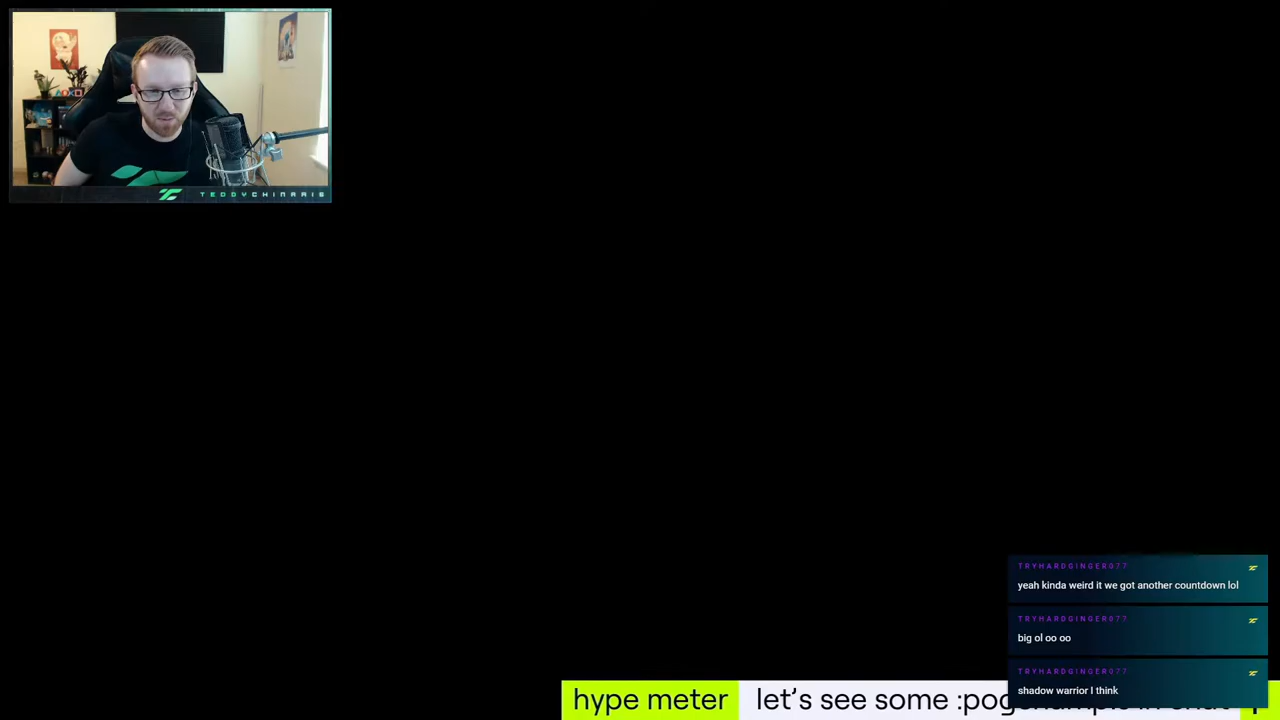 TEDDYCHINARIS
TRYHARDGINGER077
yeah kinda weird it we got another countdown lol
TRYHARDGINGER077
big ol oo oo
TRYHARDGINGER077
shadow warrior I think
hype meter let's see some :pog